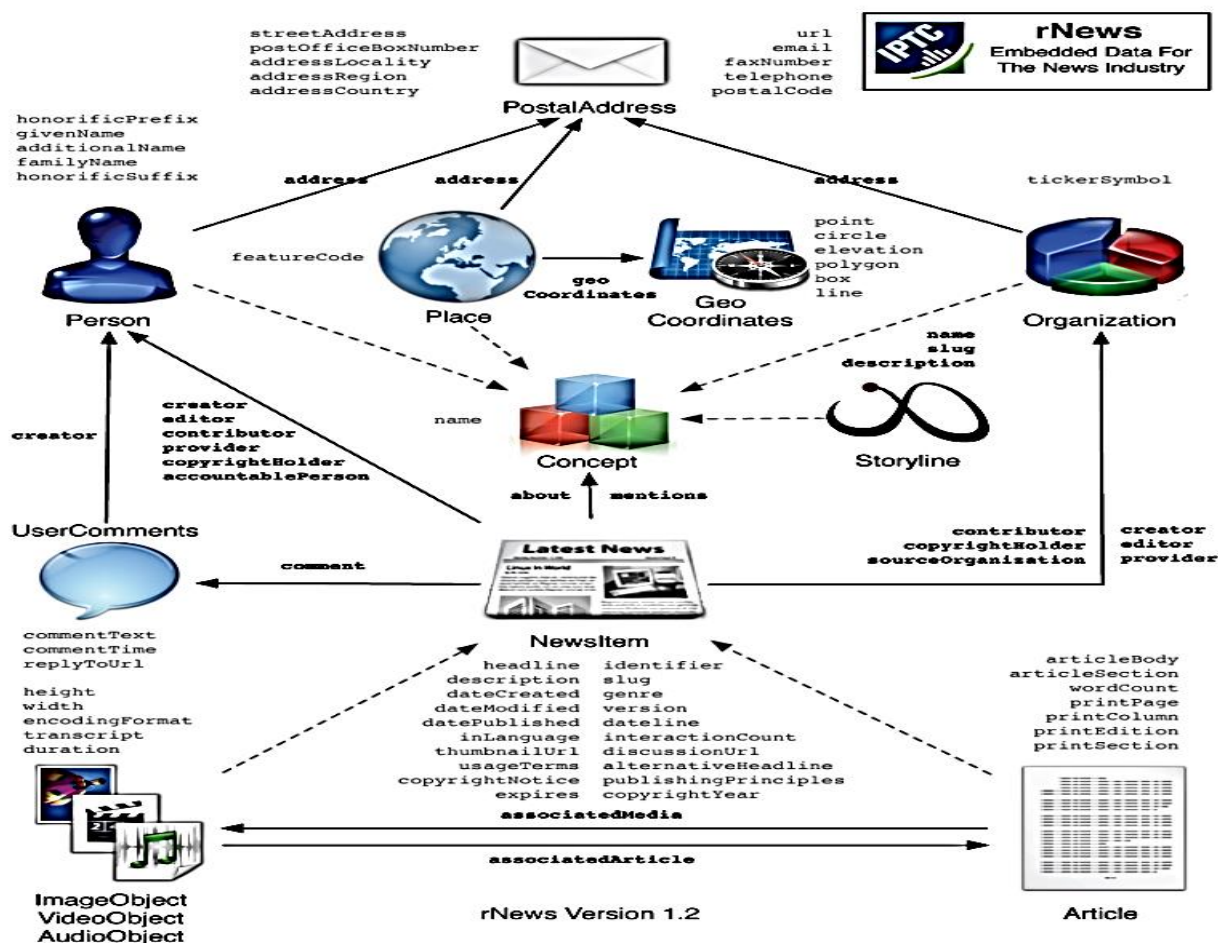 streetAddress
postOfficeBoxNumber
addressLocality
addressRegion
addressCountry
PostalAddress
url
email
faxNumber
telephone
postalCode
IPTC
rNews
Embedded Data For
The News Industry
honorificPrefix
givenName
additionalName
familyName
honorificSuffix
address
address
address
tickerSymbol
Person
featureCode
Place
geo
Coordinates
Geo
Coordinates
point
circle
elevation
polygon
box
line
Organization
name
slug
description
Storyline
name
Concept
creator
creator
editor
contributor
provider
copyrightHolder
accountablePerson
about mentions
UserComments
comment
Latest News
Linux in World
contributor
copyrightHolder
sourceOrganization
creator
editor
provider
NewsItem
commentText
commentTime
replyToUrl
height
width
encodingFormat
transcript
duration
headline identifier
description slug
dateCreated genre
dateModified version
datePublished dateline
inLanguage interactionCount
thumbnailUrl discussionUrl
usageTerms alternativeHeadline
copyrightNotice publishingPrinciples
expires copyrightYear
articleBody
articleSection
wordCount
printPage
printColumn
printEdition
printSection
associatedMedia
associatedArticle
ImageObject
VideoObject
AudioObject
rNews Version 1.2
Article